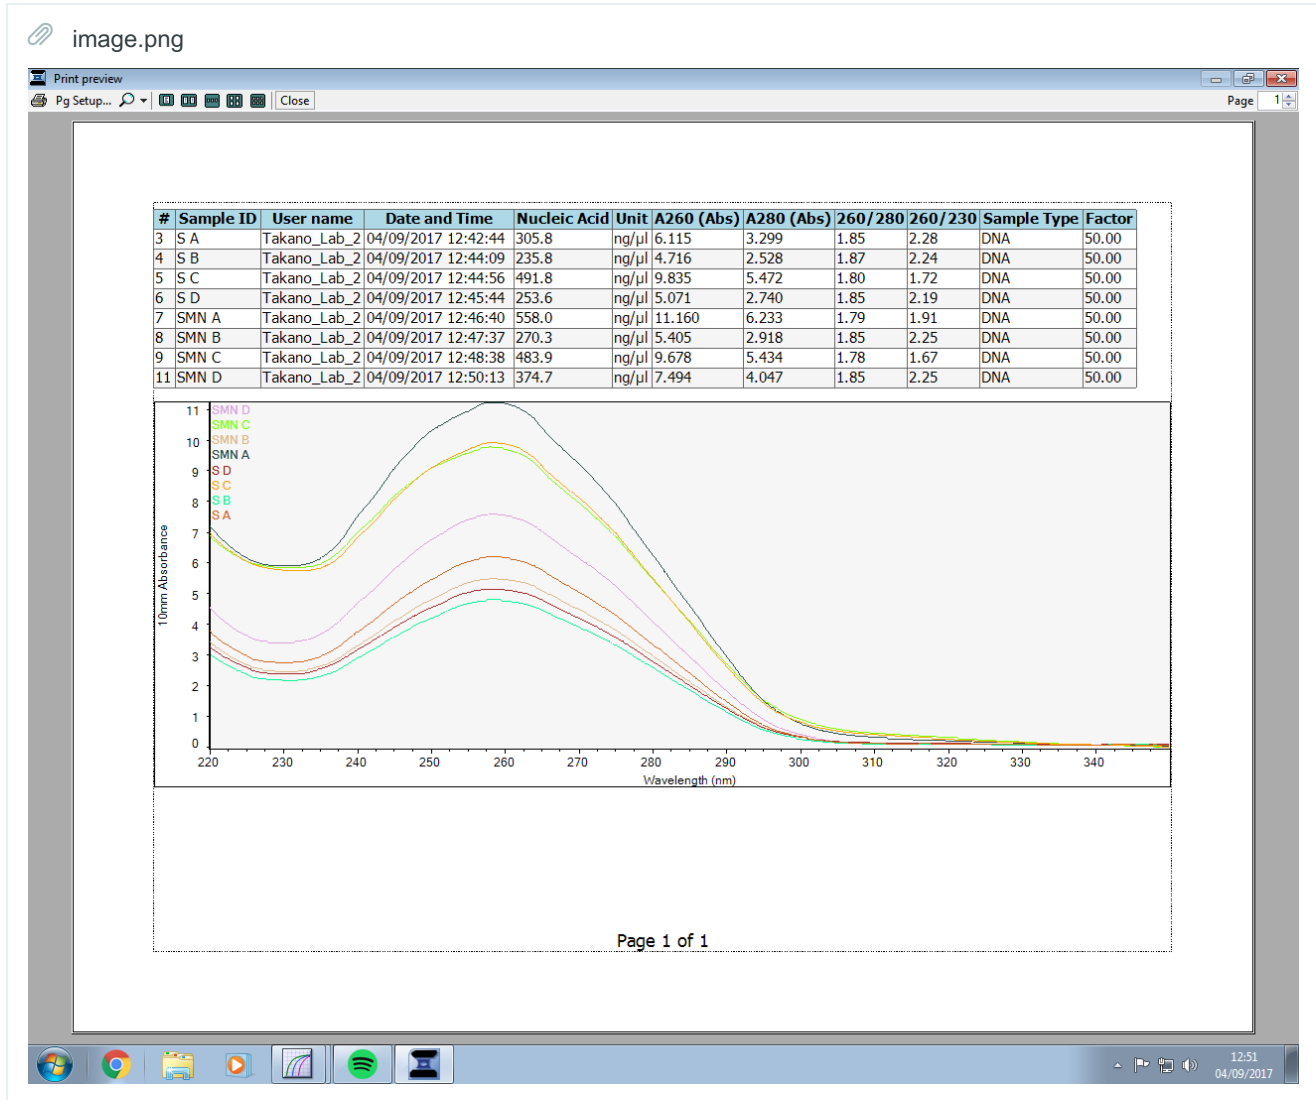 image.png
Print preview
Pg Setup... Close Page 1
# Sample ID User name Date and Time Nucleic Acid Unit A260 (Abs) A280 (Abs) 260/280 260/230 Sample Type Factor
3 S A Takano_Lab_2 04/09/2017 12:42:44 305.8 ng/µl 6.115 3.299 1.85 2.28 DNA 50.00
4 S B Takano_Lab_2 04/09/2017 12:44:09 235.8 ng/µl 4.716 2.528 1.87 2.24 DNA 50.00
5 S C Takano_Lab_2 04/09/2017 12:44:56 491.8 ng/µl 9.835 5.472 1.80 1.72 DNA 50.00
6 S D Takano_Lab_2 04/09/2017 12:45:44 253.6 ng/µl 5.071 2.740 1.85 2.19 DNA 50.00
7 SMN A Takano_Lab_2 04/09/2017 12:46:40 558.0 ng/µl 11.160 6.233 1.79 1.91 DNA 50.00
8 SMN B Takano_Lab_2 04/09/2017 12:47:37 270.3 ng/µl 5.405 2.918 1.85 2.25 DNA 50.00
9 SMN C Takano_Lab_2 04/09/2017 12:48:38 483.9 ng/µl 9.678 5.434 1.78 1.67 DNA 50.00
11 SMN D Takano_Lab_2 04/09/2017 12:50:13 374.7 ng/µl 7.494 4.047 1.85 2.25 DNA 50.00
11 SMN D
SMN C
10 SMN B
SMN A
9 S D
S C
8 S B
S A
7
6
5
4
3
2
1
0
10mm Absorbance
220 230 240 250 260 270 280 290 300 310 320 330 340
Wavelength (nm)
Page 1 of 1
12:51
04/09/2017